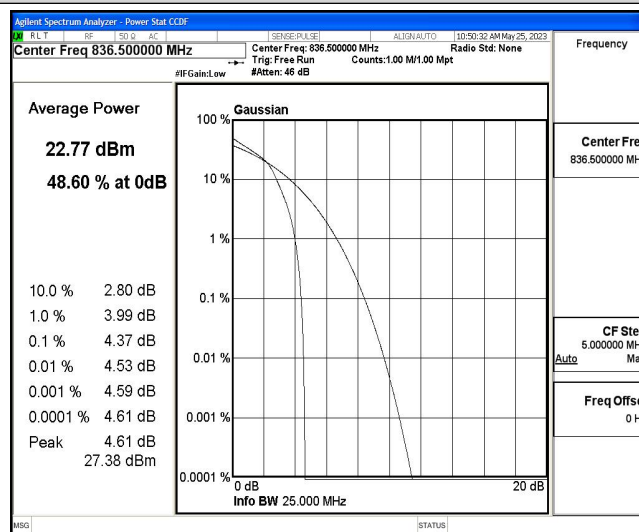 Agilent Spectrum Analyzer - Power Stat CCDF
LXI RLT RF 50 Ω AC SENSE:PULSE ALIGN AUTO 10:50:32 AM May 25, 2023
Center Freq 836.500000 MHz
Center Freq: 836.500000 MHz Radio Std: None
Trig: Free Run Counts:1.00 M/1.00 Mpt
#IFGain:Low #Atten: 46 dB
Frequency
Average Power
22.77 dBm
48.60 % at 0dB
10.0 % 2.80 dB
1.0 % 3.99 dB
0.1 % 4.37 dB
0.01 % 4.53 dB
0.001 % 4.59 dB
0.0001 % 4.61 dB
Peak 4.61 dB
27.38 dBm
Gaussian
100 %
10 %
1 %
0.1 %
0.01 %
0.001 %
0.0001 %
0 dB 20 dB
Info BW 25.000 MHz
Center Fre
836.500000 MH
CF Ste
5.000000 MH
Auto Ma
Freq Offse
0 H
MSG STATUS